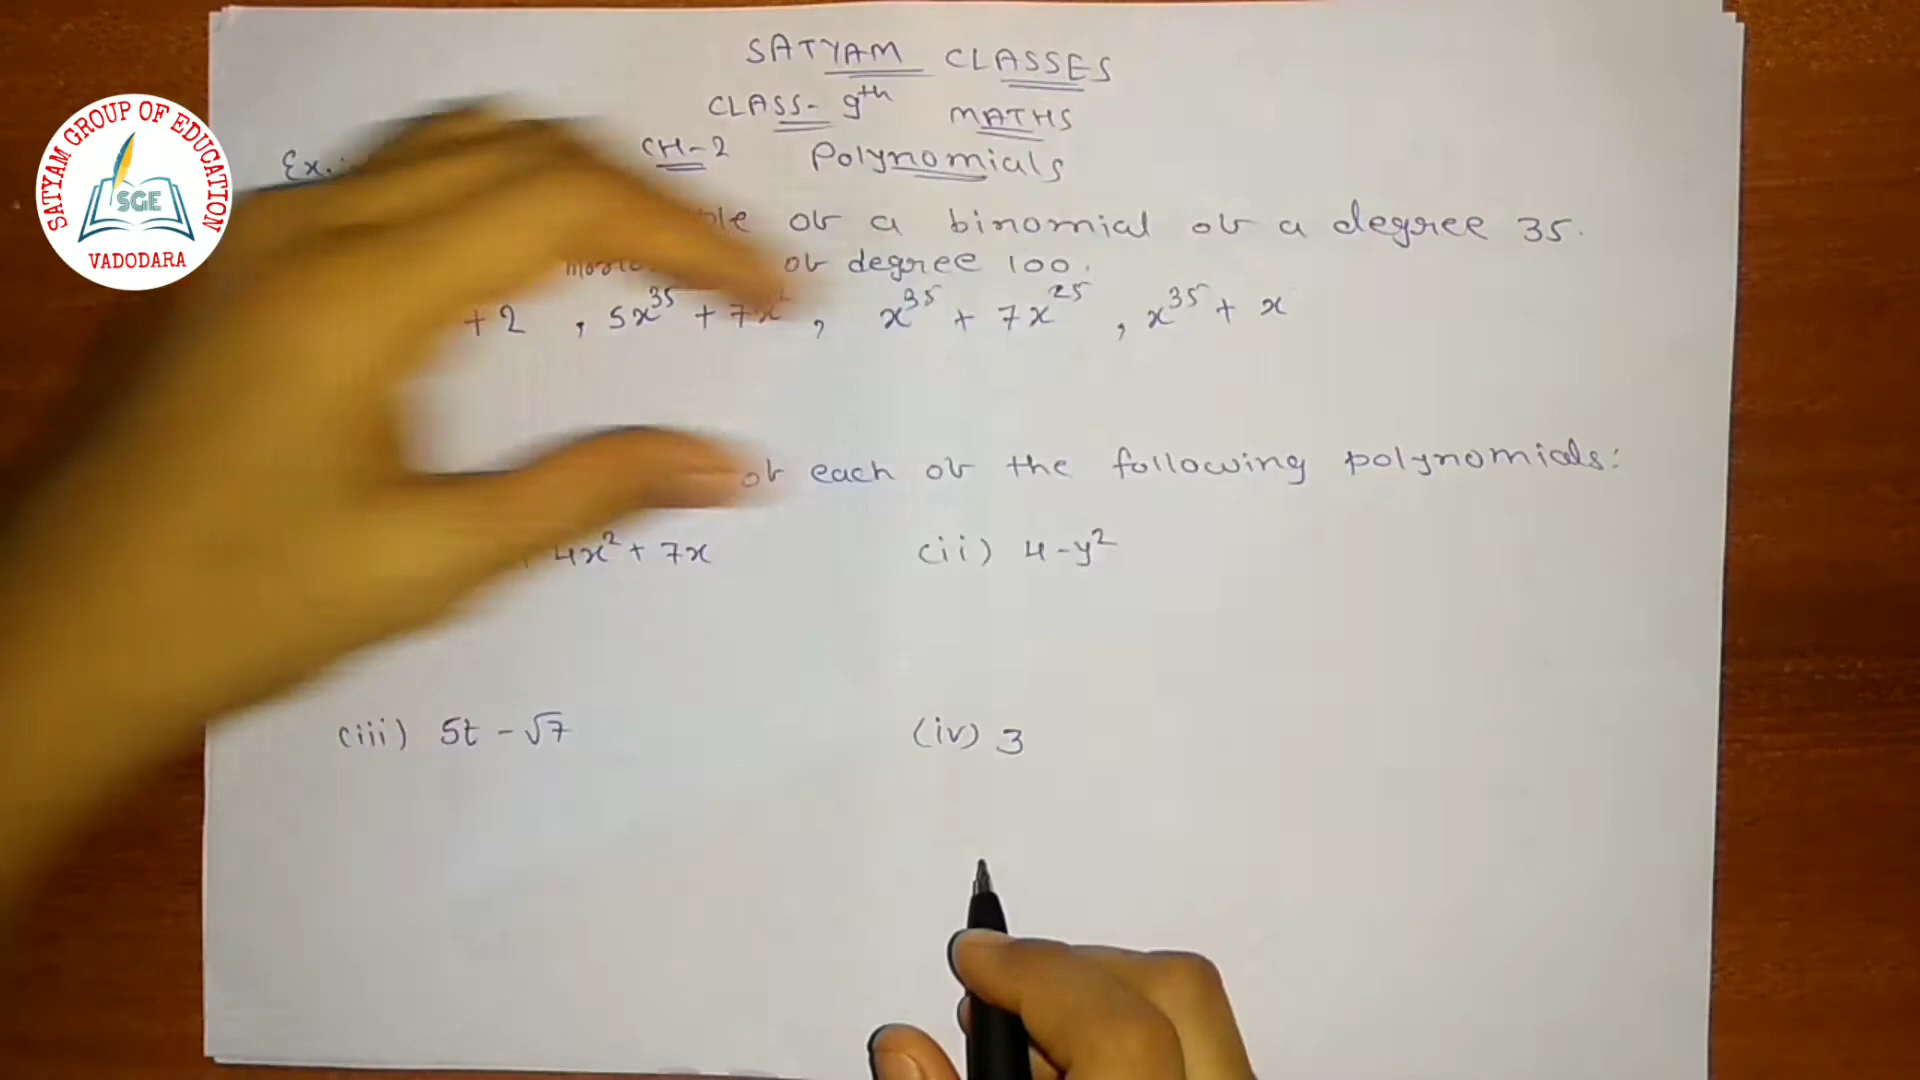 SATYAM GROUP OF EDUCATION
SGE
VADODARA
SATYAM CLASSES
CLASS- 9th MATHS
Ex.
CH-2 Polynomials
of a binomial of a degree 35.
of degree 100.
+ 2 , 5x³⁵ + 7x , x³⁵ + 7x²⁵ , x³⁵ + x
of each of the following polynomials:
4x² + 7x (ii) 4-y²
(iii) 5t - √7 (iv) 3